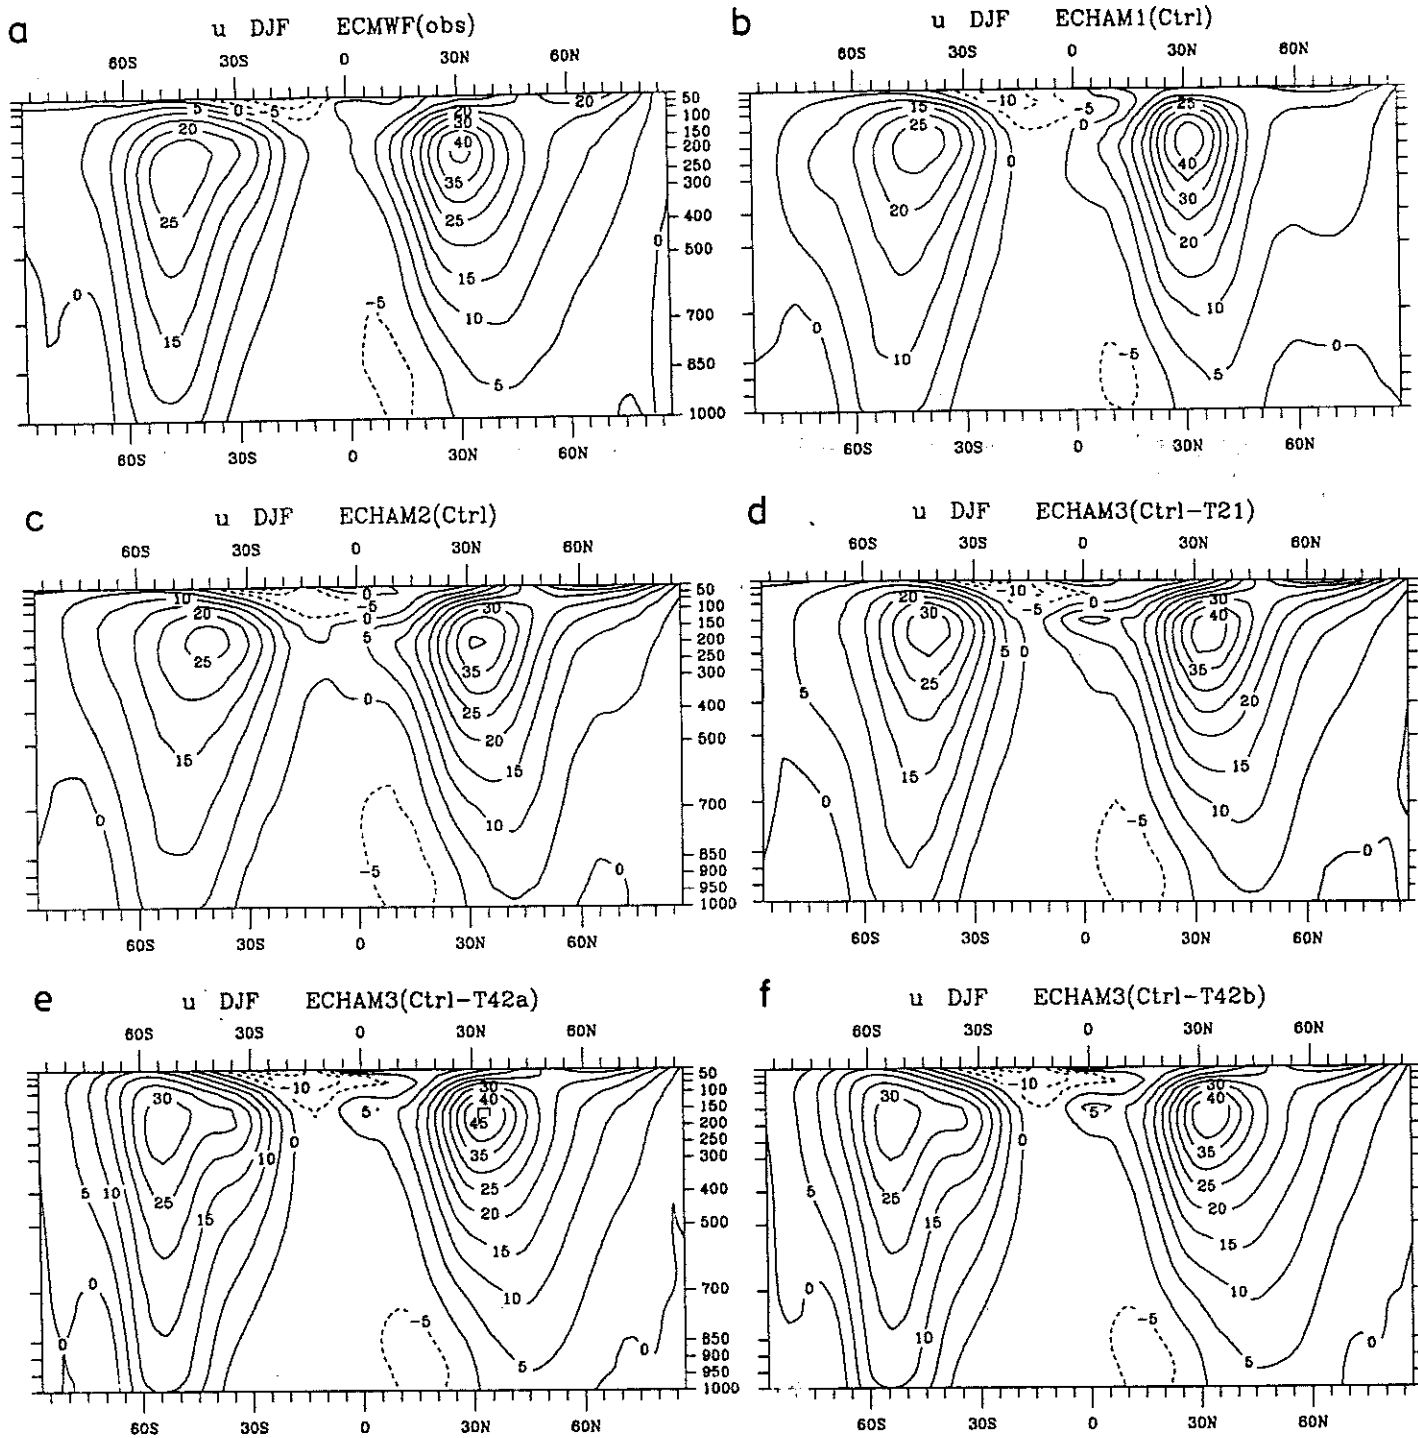 a u DJF ECMWF(obs)
60S 30S 0 30N 60N
5 0 -5 20 20 30 40 35 25 25 20 15 15 10 5 0 0 -5
50
100
150
200
250
300
400
500
700
850
1000
60S 30S 0 30N 60N
b u DJF ECHAM1(Ctrl)
60S 30S 0 30N 60N
15 25 -10 -5 0 25 40 30 20 20 10 10 5 0 0 0 -5
60S 30S 0 30N 60N
c u DJF ECHAM2(Ctrl)
60S 30S 0 30N 60N
10 20 25 15 0 -5 0 5 30 35 25 20 15 10 0 0 0 -5
50
100
150
200
250
300
400
500
700
850
900
950
1000
60S 30S 0 30N 60N
d u DJF ECHAM3(Ctrl-T21)
60S 30S 0 30N 60N
20 30 25 15 5 5 0 -10 -5 0 30 40 35 20 15 10 0 0 -5
60S 30S 0 30N 60N
e u DJF ECHAM3(Ctrl-T42a)
60S 30S 0 30N 60N
30 25 15 10 5 10 0 -10 5 30 40 45 35 25 20 15 10 5 0 0 0 -5
50
100
150
200
250
300
400
500
700
850
900
950
1000
60S 30S 0 30N 60N
f u DJF ECHAM3(Ctrl-T42b)
60S 30S 0 30N 60N
30 25 15 10 5 0 -10 5 30 40 35 25 20 15 10 5 0 0 -5
60S 30S 0 30N 60N